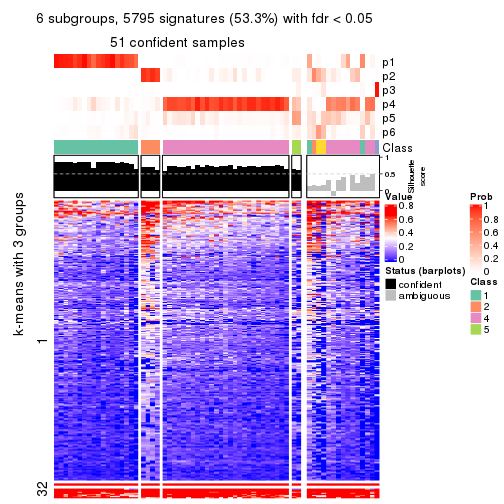 6 subgroups, 5795 signatures (53.3%) with fdr < 0.05
51 confident samples
p1
p2
p3
p4
p5
p6
Class
1
0.5
0
Silhouette
score
k-means with 3 groups
1
32
Value
0.8
0.6
0.4
0.2
0
Status (barplots)
confident
ambiguous
Prob
1
0.8
0.6
0.4
0.2
0
Class
1
2
4
5